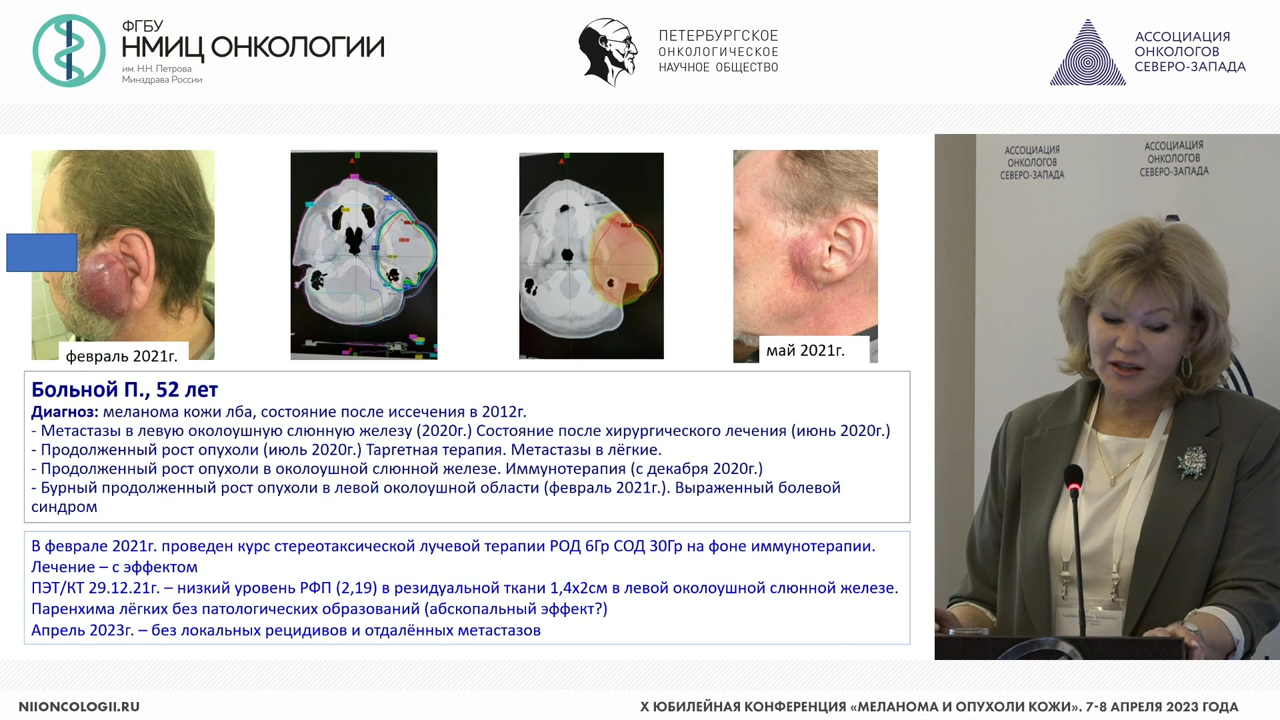 ФГБУ
НМИЦ ОНКОЛОГИИ
им. Н.Н. Петрова
Минздрава России
ПЕТЕРБУРГСКОЕ
ОНКОЛОГИЧЕСКОЕ
НАУЧНОЕ ОБЩЕСТВО
АССОЦИАЦИЯ
ОНКОЛОГОВ
СЕВЕРО-ЗАПАДА
февраль 2021г.
май 2021г.
АССОЦИАЦИЯ
ОНКОЛОГОВ
СЕВЕРО-ЗАПАДА
АССОЦИАЦИЯ
ОНКОЛОГОВ
СЕВЕРО-ЗАПАДА
Больной П., 52 лет
Диагноз: меланома кожи лба, состояние после иссечения в 2012г.
- Метастазы в левую околоушную слюнную железу (2020г.) Состояние после хирургического лечения (июнь 2020г.)
- Продолженный рост опухоли (июль 2020г.) Таргетная терапия. Метастазы в лёгкие.
- Продолженный рост опухоли в околоушной слюнной железе. Иммунотерапия (с декабря 2020г.)
- Бурный продолженный рост опухоли в левой околоушной области (февраль 2021г.). Выраженный болевой
синдром
В феврале 2021г. проведен курс стереотаксической лучевой терапии РОД 6Гр СОД 30Гр на фоне иммунотерапии.
Лечение – с эффектом
ПЭТ/КТ 29.12.21г. – низкий уровень РФП (2,19) в резидуальной ткани 1,4х2см в левой околоушной слюнной железе.
Паренхима лёгких без патологических образований (абскопальный эффект?)
Апрель 2023г. – без локальных рецидивов и отдалённых метастазов
NIIONCOLOGII.RU
X ЮБИЛЕЙНАЯ КОНФЕРЕНЦИЯ «МЕЛАНОМА И ОПУХОЛИ КОЖИ». 7-8 АПРЕЛЯ 2023 ГОДА